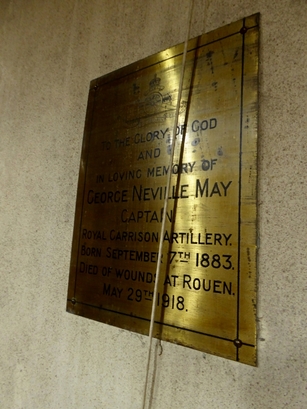 TO THE GLORY OF GOD
AND
IN LOVING MEMORY OF
GEORGE NEVILLE MAY
CAPTAIN
ROYAL GARRISON ARTILLERY.
BORN SEPTEMBER 7TH 1883.
DIED OF WOUNDS AT ROUEN.
MAY 29TH 1918.